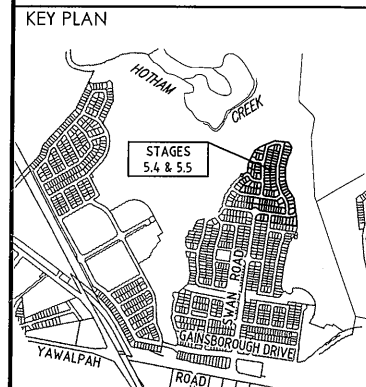 KEY PLAN
HOTHAM
CREEK
STAGES
5.4 & 5.5
SWAN ROAD
GAINSBOROUGH DRIVE
YAWALPAH
ROAD